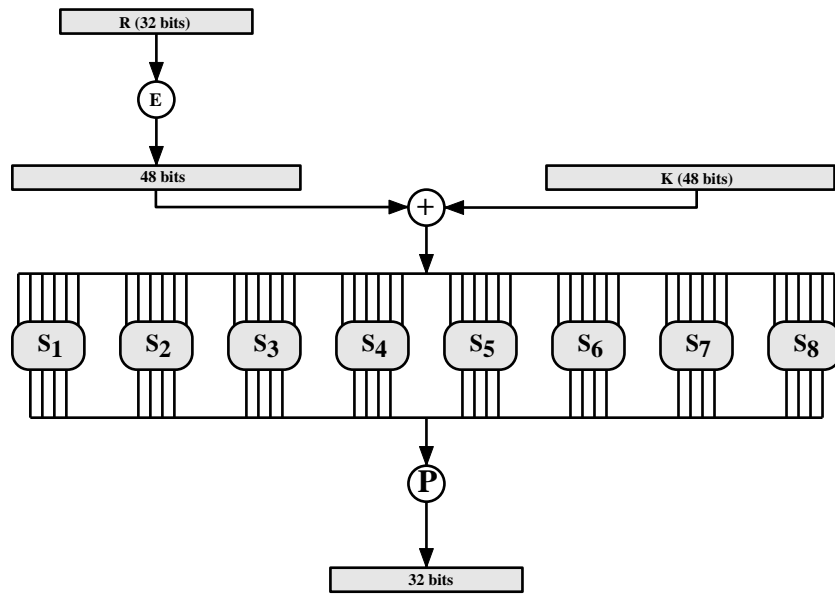 R (32 bits)
E
48 bits
K (48 bits)
+
S1 S2 S3 S4 S5 S6 S7 S8
P
32 bits